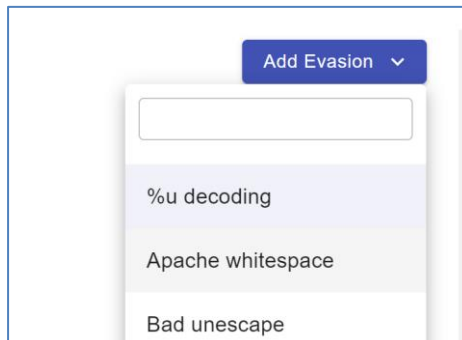 Add Evasion
%u decoding
Apache whitespace
Bad unescape